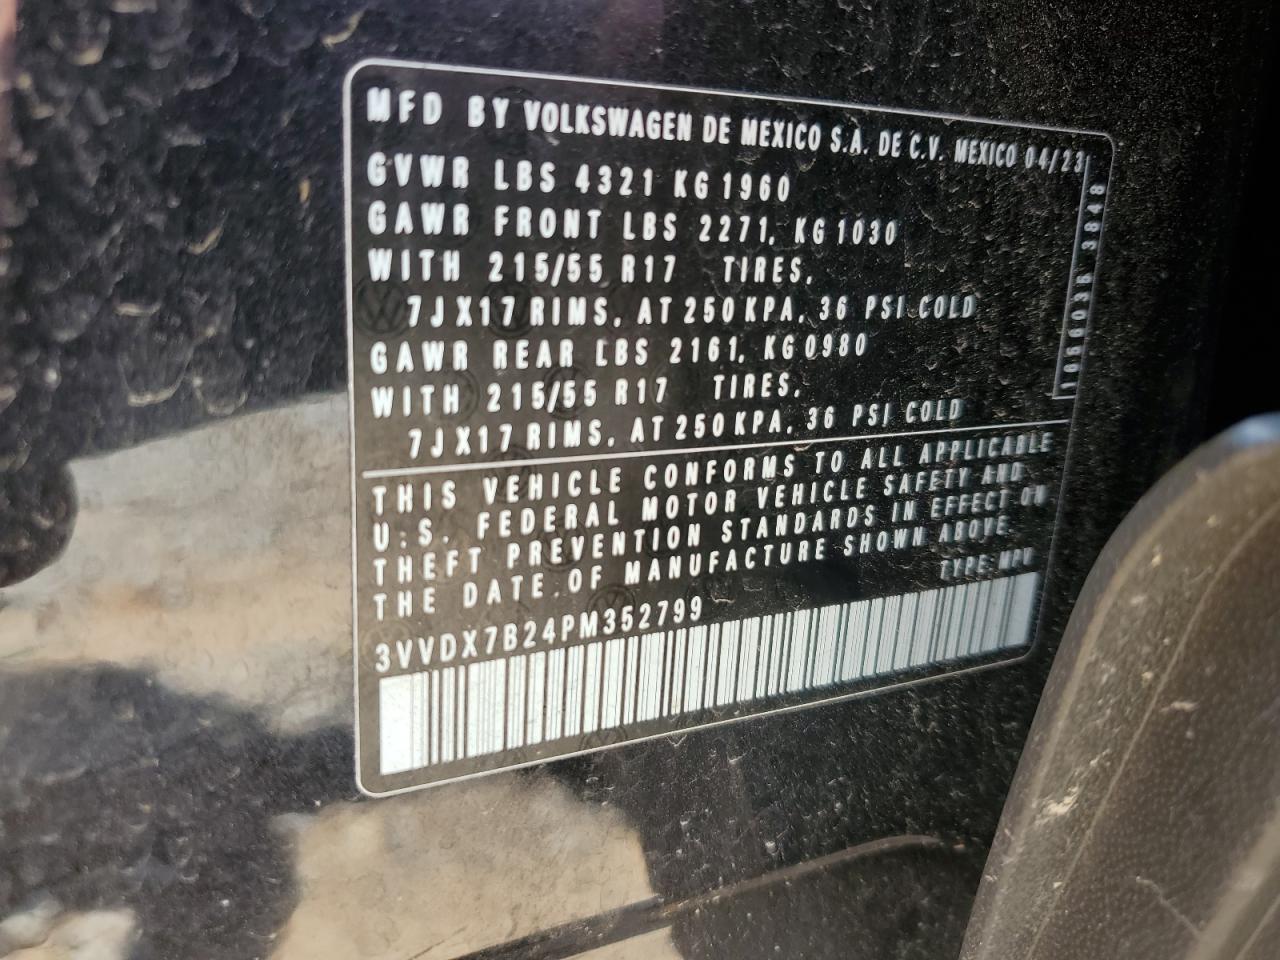 MFD BY VOLKSWAGEN DE MEXICO S.A. DE C.V. MEXICO 04/23
GVWR LBS 4321 KG 1960
GAWR FRONT LBS 2271, KG 1030
WITH 215/55 R17 TIRES,
7JX17 RIMS, AT 250 KPA, 36 PSI COLD
GAWR REAR LBS 2161, KG 0980
WITH 215/55 R17 TIRES,
7JX17 RIMS, AT 250 KPA, 36 PSI COLD
THIS VEHICLE CONFORMS TO ALL APPLICABLE
U.S. FEDERAL MOTOR VEHICLE SAFETY AND
THEFT PREVENTION STANDARDS IN EFFECT ON
THE DATE OF MANUFACTURE SHOWN ABOVE.
TYPE: MPV
3VVDX7B24PM352799
3848